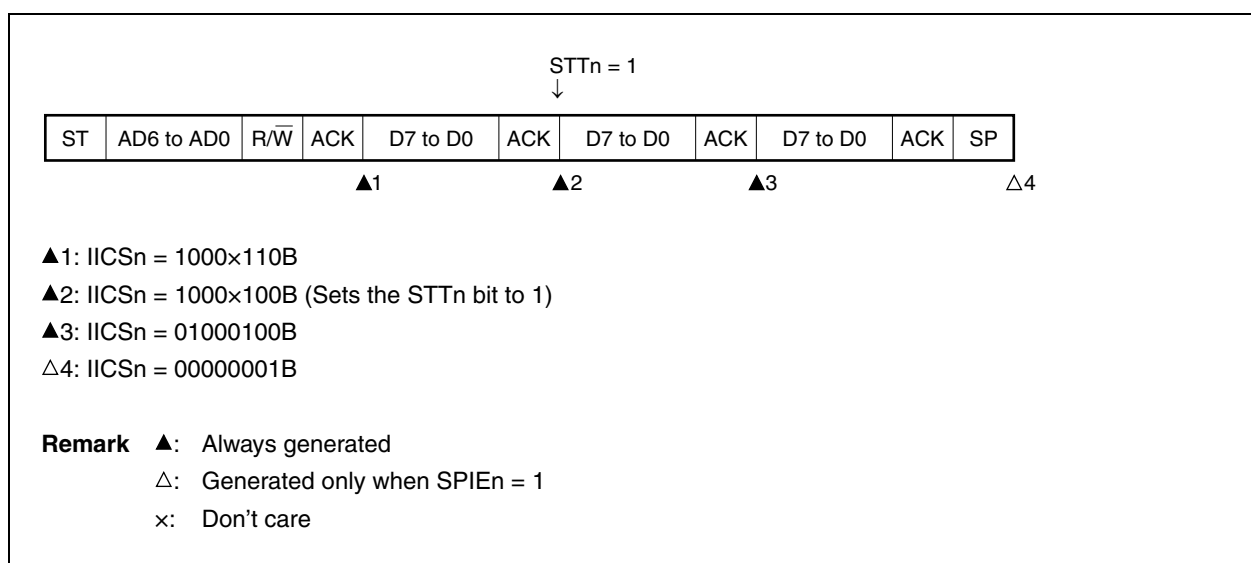 STTn = 1
↓
ST AD6 to AD0 R/W̅ ACK D7 to D0 ACK D7 to D0 ACK D7 to D0 ACK SP
▲1 ▲2 ▲3 △4
▲1: IICSn = 1000×110B
▲2: IICSn = 1000×100B (Sets the STTn bit to 1)
▲3: IICSn = 01000100B
△4: IICSn = 00000001B
Remark ▲: Always generated
△: Generated only when SPIEn = 1
×: Don't care